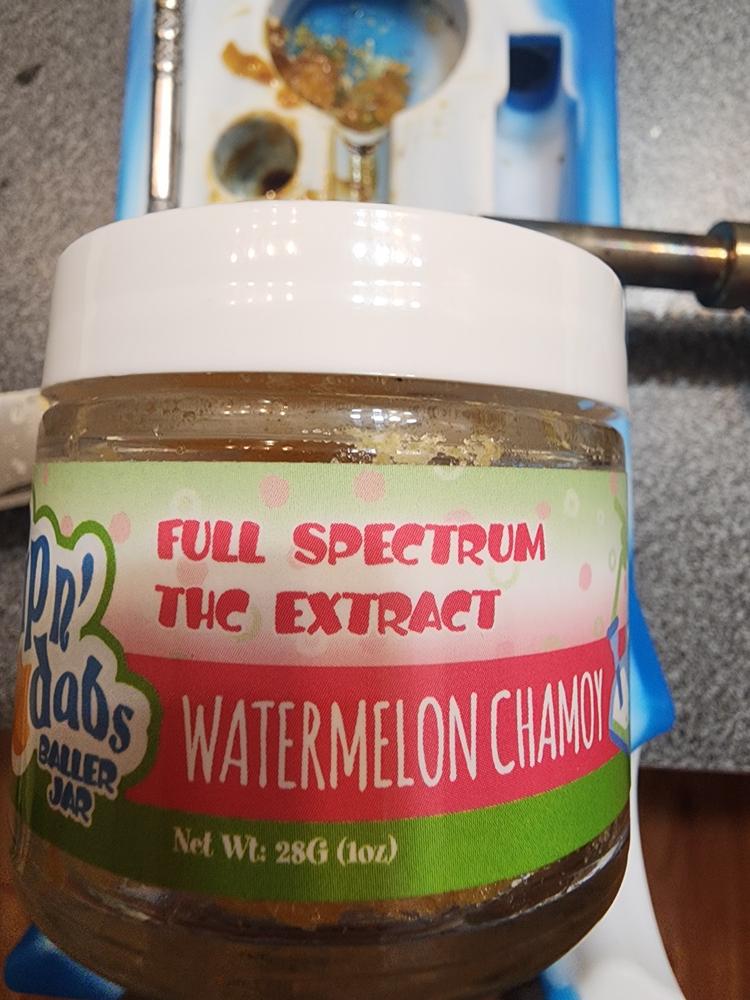 FULL SPECTRUM
THC EXTRACT
n'
dabs
BALLER
JAR
WATERMELON CHAMOY
Net Wt: 28G (1oz)